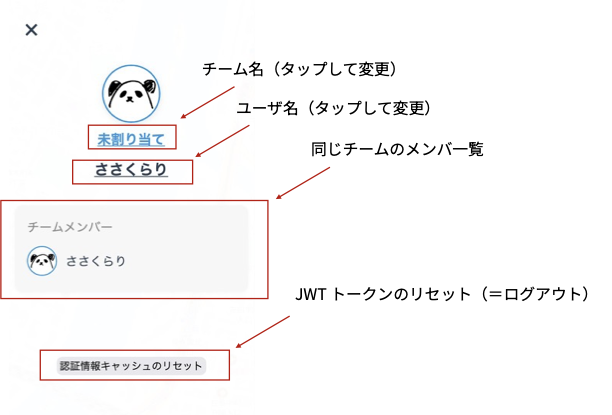 ×
チーム名（タップして変更）
ユーザ名（タップして変更）
未割り当て
同じチームのメンバ一覧
ささくらり
チームメンバー
ささくらり
JWT トークンのリセット（＝ログアウト）
認証情報キャッシュのリセット